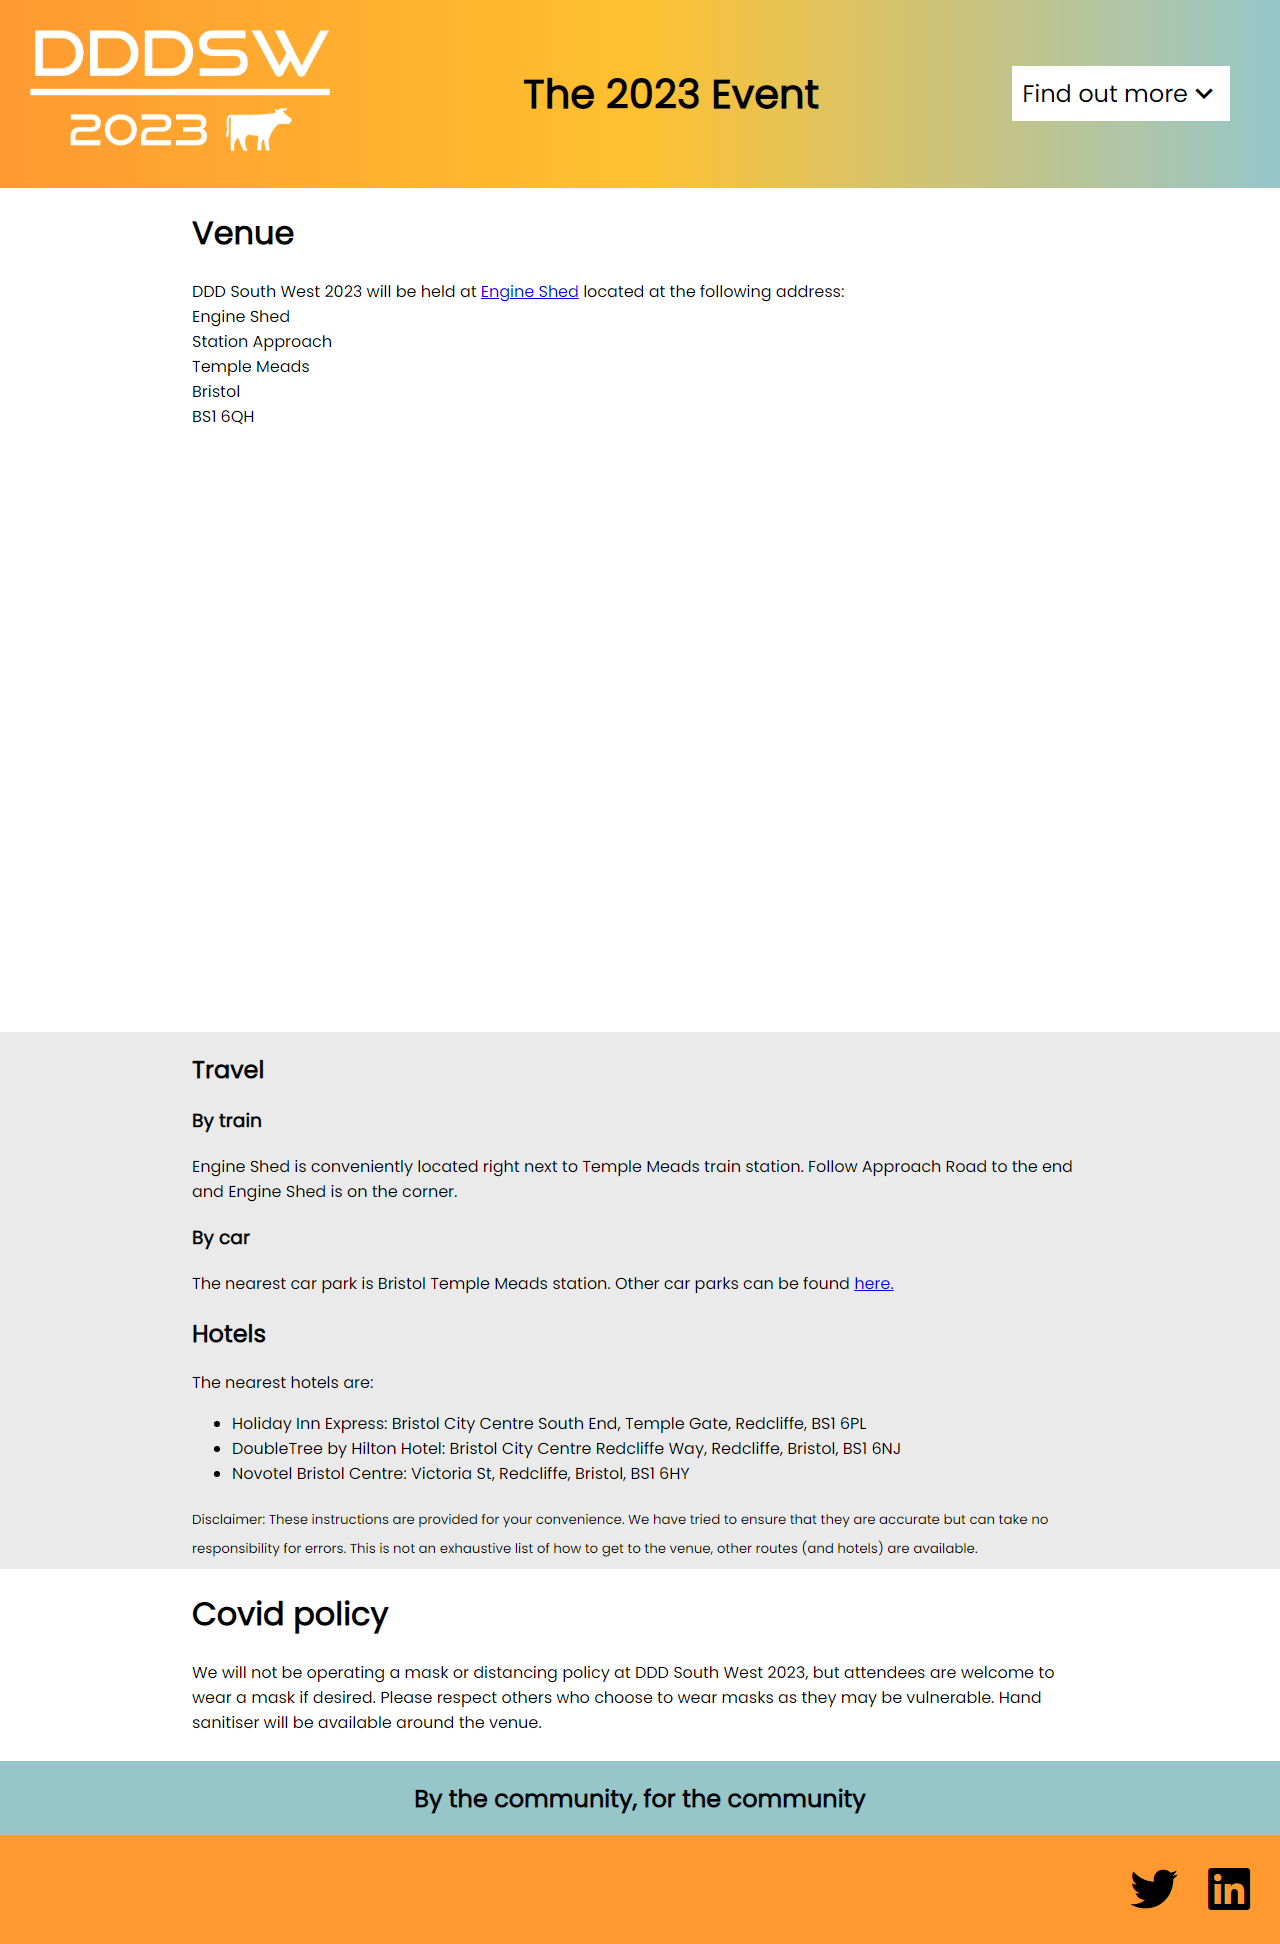 DDDSW
2023
The 2023 Event
Find out more
Venue
DDD South West 2023 will be held at Engine Shed located at the following address:
Engine Shed
Station Approach
Temple Meads
Bristol
BS1 6QH
Travel
By train
Engine Shed is conveniently located right next to Temple Meads train station. Follow Approach Road to the end
and Engine Shed is on the corner.
By car
The nearest car park is Bristol Temple Meads station. Other car parks can be found here.
Hotels
The nearest hotels are:
Holiday Inn Express: Bristol City Centre South End, Temple Gate, Redcliffe, BS1 6PL
DoubleTree by Hilton Hotel: Bristol City Centre Redcliffe Way, Redcliffe, Bristol, BS1 6NJ
Novotel Bristol Centre: Victoria St, Redcliffe, Bristol, BS1 6HY
Disclaimer: These instructions are provided for your convenience. We have tried to ensure that they are accurate but can take no
responsibility for errors. This is not an exhaustive list of how to get to the venue, other routes (and hotels) are available.
Covid policy
We will not be operating a mask or distancing policy at DDD South West 2023, but attendees are welcome to
wear a mask if desired. Please respect others who choose to wear masks as they may be vulnerable. Hand
sanitiser will be available around the venue.
By the community, for the community
in